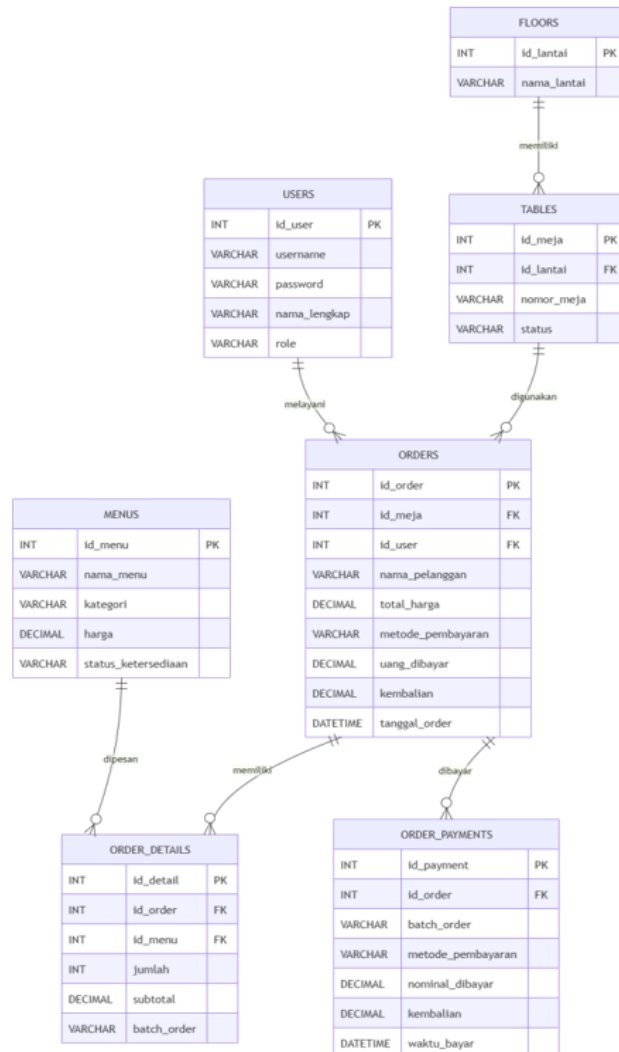 FLOORS
INT id_lantai PK
VARCHAR nama_lantai
memiliki
USERS
INT id_user PK
VARCHAR username
VARCHAR password
VARCHAR nama_lengkap
VARCHAR role
TABLES
INT id_meja PK
INT id_lantai FK
VARCHAR nomor_meja
VARCHAR status
melayani
digunakan
ORDERS
INT id_order PK
INT id_meja FK
INT id_user FK
VARCHAR nama_pelanggan
DECIMAL total_harga
VARCHAR metode_pembayaran
DECIMAL uang_dibayar
DECIMAL kembalian
DATETIME tanggal_order
MENUS
INT id_menu PK
VARCHAR nama_menu
VARCHAR kategori
DECIMAL harga
VARCHAR status_ketersediaan
dipesan
memiliki
dibayar
ORDER_DETAILS
INT id_detail PK
INT id_order FK
INT id_menu FK
INT jumlah
DECIMAL subtotal
VARCHAR batch_order
ORDER_PAYMENTS
INT id_payment PK
INT id_order FK
VARCHAR batch_order
VARCHAR metode_pembayaran
DECIMAL nominal_dibayar
DECIMAL kembalian
DATETIME waktu_bayar